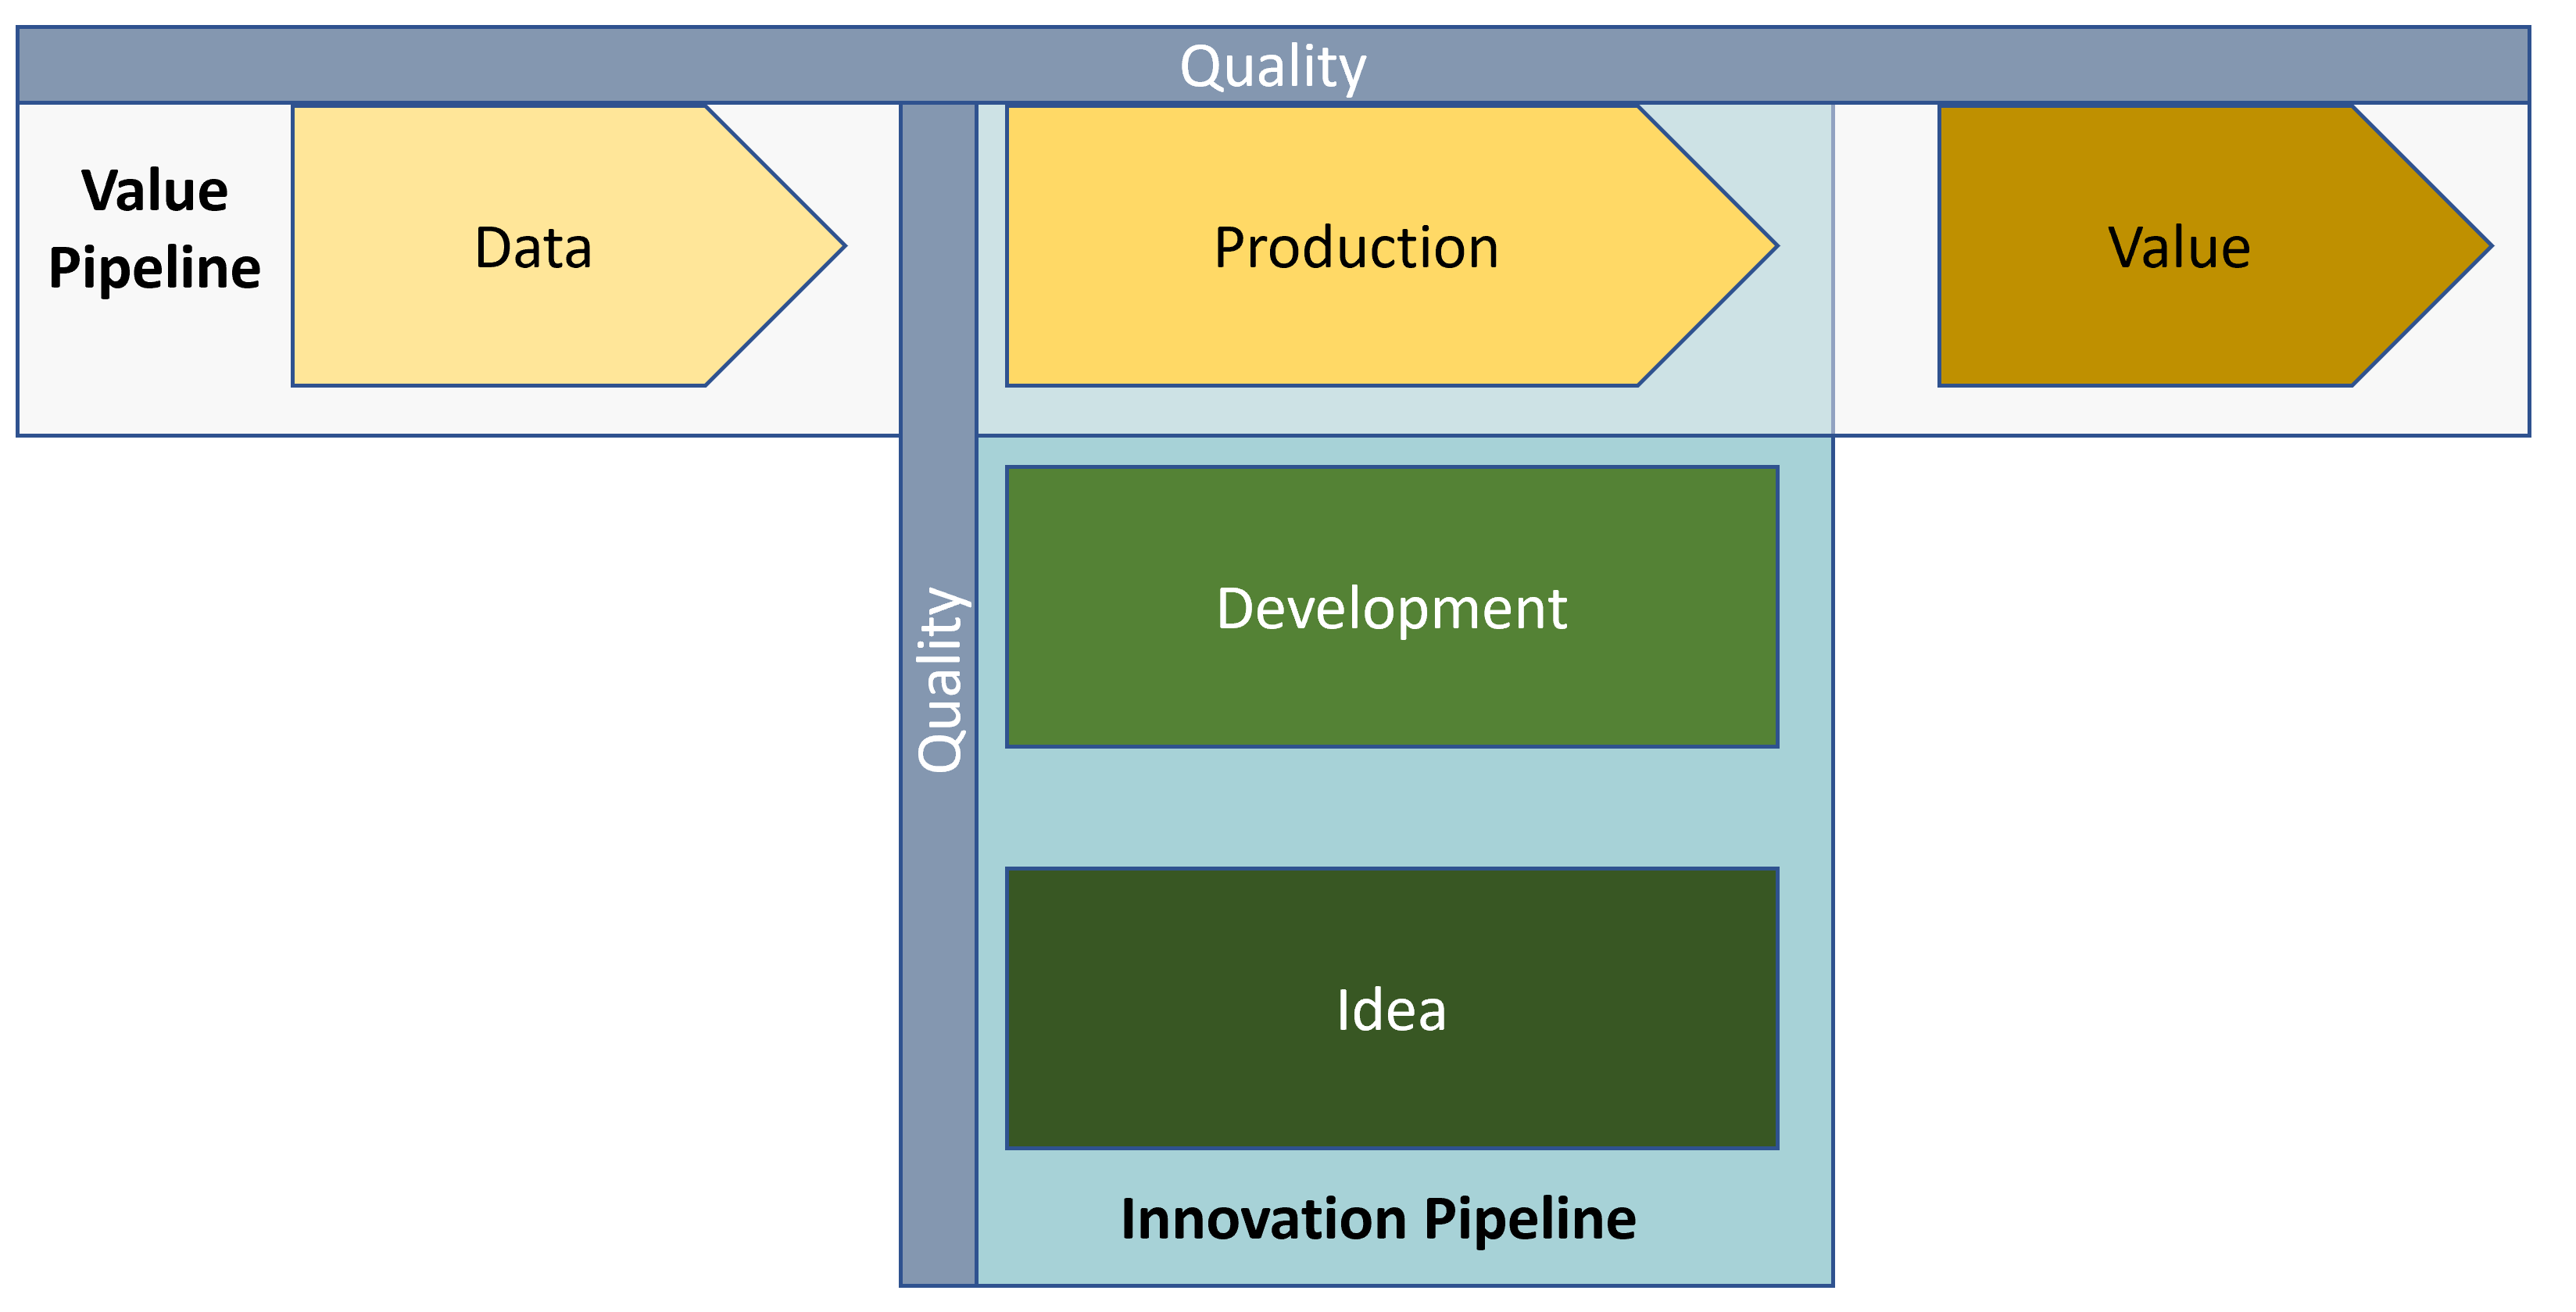 Quality
Value
Pipeline
Data
Production
Value
Quality
Development
Idea
Innovation Pipeline